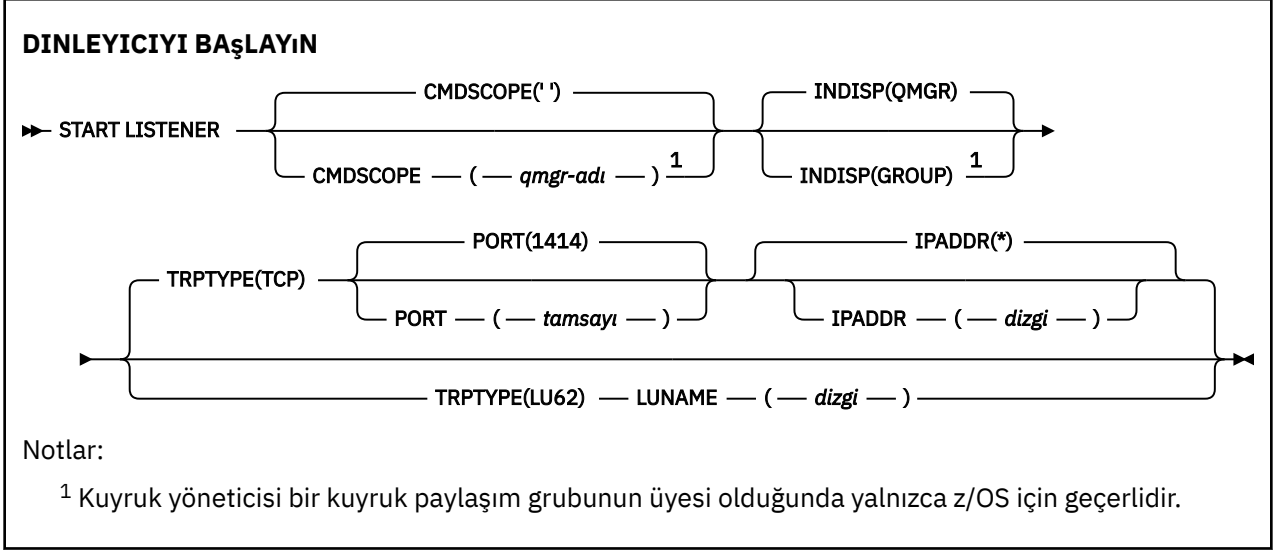 DINLEYICIYI BAşLAYıN
CMDSCOPE(' ') INDISP(QMGR)
START LISTENER
CMDSCOPE ( qmgr-adı ) 1 INDISP(GROUP) 1
PORT(1414) IPADDR(*)
TRPTYPE(TCP)
PORT ( tamsayı ) IPADDR ( dizgi )
TRPTYPE(LU62) LUNAME ( dizgi )
Notlar:
1 Kuyruk yöneticisi bir kuyruk paylaşım grubunun üyesi olduğunda yalnızca z/OS için geçerlidir.